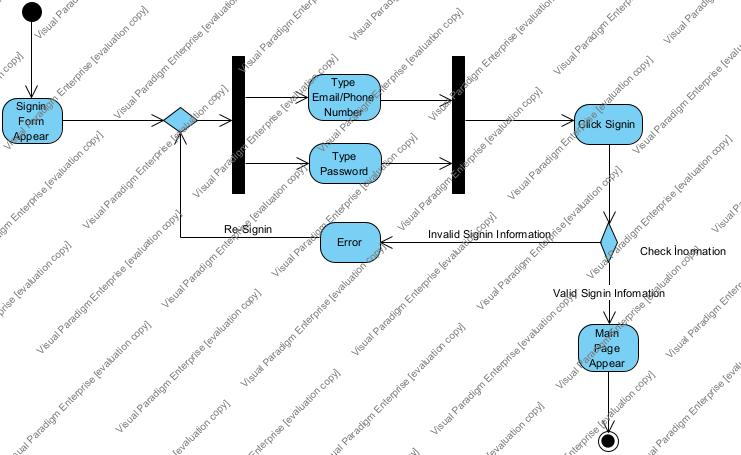 Signin
Form
Appear
Type
Email/Phone
Number
Type
Password
Click Signin
Re-Signin
Error
Invalid Signin Information
Check Inormation
Valid Signin Infomation
Main
Page
Appear
Visual Paradigm Enterprise [evaluation copy]